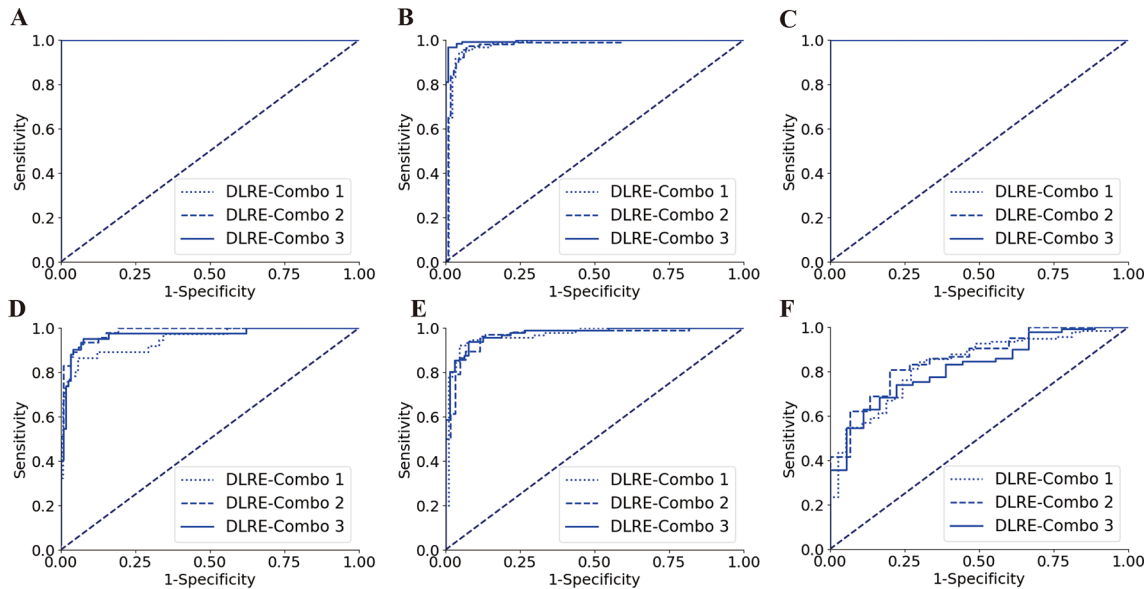 A
1.0
0.8
0.6
0.4
0.2
0.0
0.00 0.25 0.50 0.75 1.00
Sensitivity
1-Specificity
DLRE-Combo 1
DLRE-Combo 2
DLRE-Combo 3
B
1.0
0.8
0.6
0.4
0.2
0.0
0.00 0.25 0.50 0.75 1.00
Sensitivity
1-Specificity
DLRE-Combo 1
DLRE-Combo 2
DLRE-Combo 3
C
1.0
0.8
0.6
0.4
0.2
0.0
0.00 0.25 0.50 0.75 1.00
Sensitivity
1-Specificity
DLRE-Combo 1
DLRE-Combo 2
DLRE-Combo 3
D
1.0
0.8
0.6
0.4
0.2
0.0
0.00 0.25 0.50 0.75 1.00
Sensitivity
1-Specificity
DLRE-Combo 1
DLRE-Combo 2
DLRE-Combo 3
E
1.0
0.8
0.6
0.4
0.2
0.0
0.00 0.25 0.50 0.75 1.00
Sensitivity
1-Specificity
DLRE-Combo 1
DLRE-Combo 2
DLRE-Combo 3
F
1.0
0.8
0.6
0.4
0.2
0.0
0.00 0.25 0.50 0.75 1.00
Sensitivity
1-Specificity
DLRE-Combo 1
DLRE-Combo 2
DLRE-Combo 3